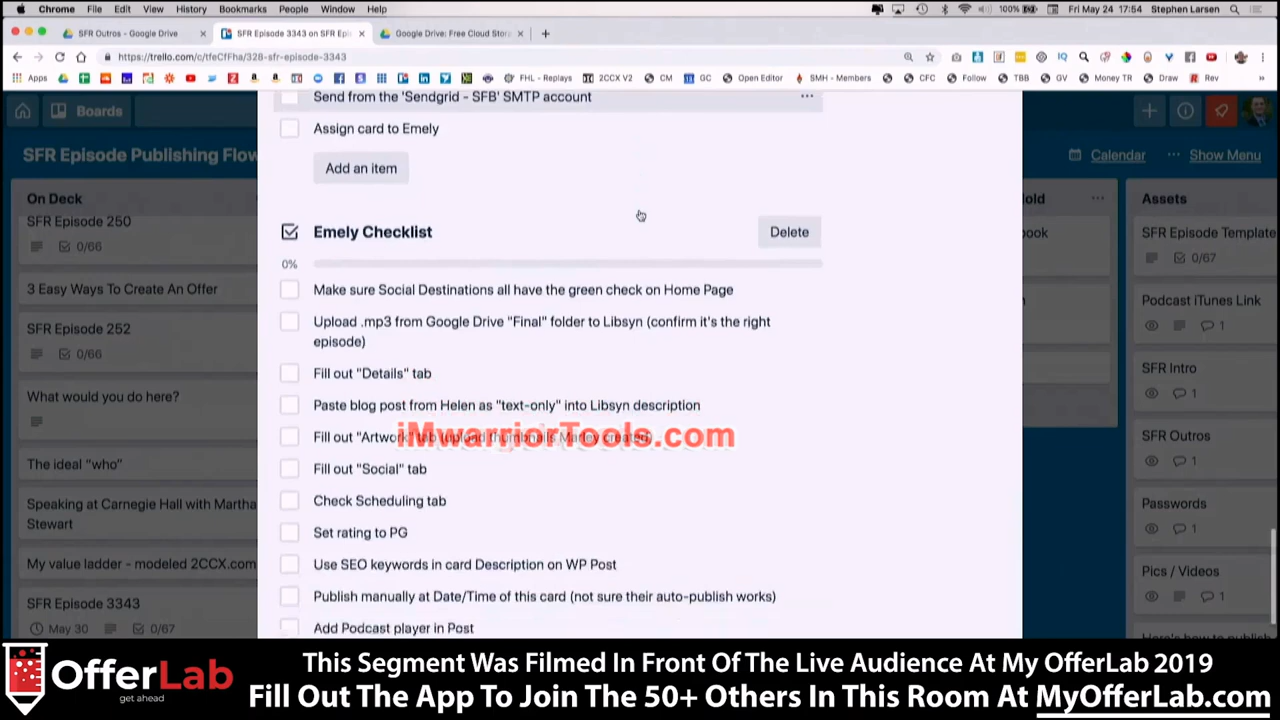 Chrome File Edit View History Bookmarks People Window Help
100% Fri May 24 17:54 Stephen Larsen
SFR Outros - Google Drive
SFR Episode 3343 on SFR Epis
Google Drive: Free Cloud Stor
https://trello.com/c/tfeCfFha/328-sfr-episode-3343
Apps FHL - Replays 2CCX V2 CM GC Open Editor SMH - Members CFC Follow TBB GV Money TR Draw Rev
Boards
SFR Episode Publishing Flow
Calendar
Show Menu
On Deck
SFR Episode 250
0/66
3 Easy Ways To Create An Offer
SFR Episode 252
0/66
What would you do here?
The ideal "who"
Speaking at Carnegie Hall with Martha
Stewart
My value ladder - modeled 2CCX.com
SFR Episode 3343
May 30 0/67
Send from the 'Sendgrid - SFB' SMTP account
Assign card to Emely
Add an item
Emely Checklist
Delete
0%
Make sure Social Destinations all have the green check on Home Page
Upload .mp3 from Google Drive "Final" folder to Libsyn (confirm it's the right
episode)
Fill out "Details" tab
Paste blog post from Helen as "text-only" into Libsyn description
Fill out "Artwork" tab (upload thumbnails Marley created)
iMwarriorTools.com
Fill out "Social" tab
Check Scheduling tab
Set rating to PG
Use SEO keywords in card Description on WP Post
Publish manually at Date/Time of this card (not sure their auto-publish works)
Add Podcast player in Post
Assets
SFR Episode Template
0/67
Podcast iTunes Link
1
SFR Intro
1
SFR Outros
1
Passwords
1
Pics / Videos
1
OfferLab
get ahead
This Segment Was Filmed In Front Of The Live Audience At My OfferLab 2019
Fill Out The App To Join The 50+ Others In This Room At MyOfferLab.com